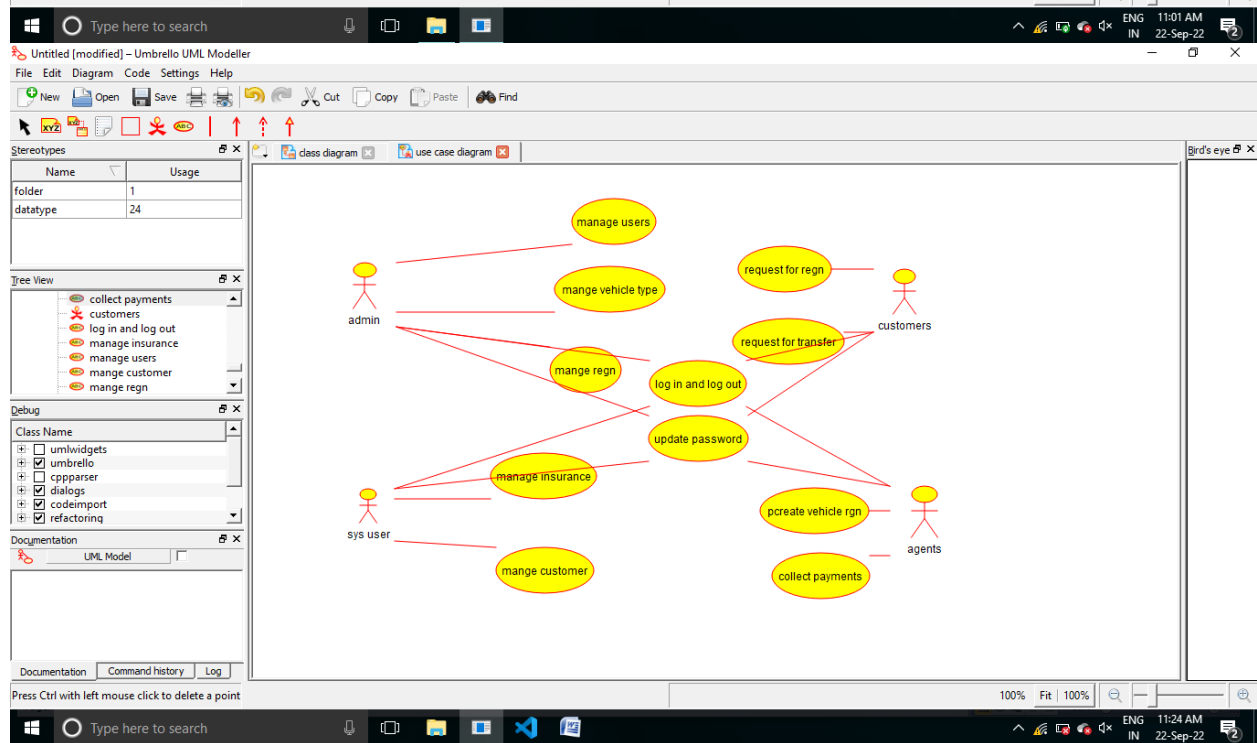 Type here to search
ENG 11:01 AM
IN 22-Sep-22
2
Untitled [modified] – Umbrello UML Modeller
File Edit Diagram Code Settings Help
New Open Save Cut Copy Paste Find
XYZ ABC
Stereotypes
Name Usage
folder 1
datatype 24
Tree View
collect payments
customers
log in and log out
manage insurance
manage users
mange customer
mange regn
Debug
Class Name
umlwidgets
umbrello
cppparser
dialogs
codeimport
refactoring
Documentation
UML Model
Documentation Command history Log
Press Ctrl with left mouse click to delete a point
class diagram use case diagram
Bird's eye
manage users
request for regn
mange vehicle type
admin
customers
request for transfer
mange regn
log in and log out
update password
manage insurance
pcreate vehicle rgn
sys user
agents
mange customer
collect payments
100% Fit 100%
Type here to search
ENG 11:24 AM
IN 22-Sep-22
2